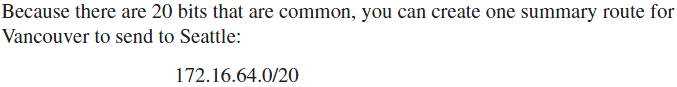 Because there are 20 bits that are common, you can create one summary route for
Vancouver to send to Seattle:
172.16.64.0/20